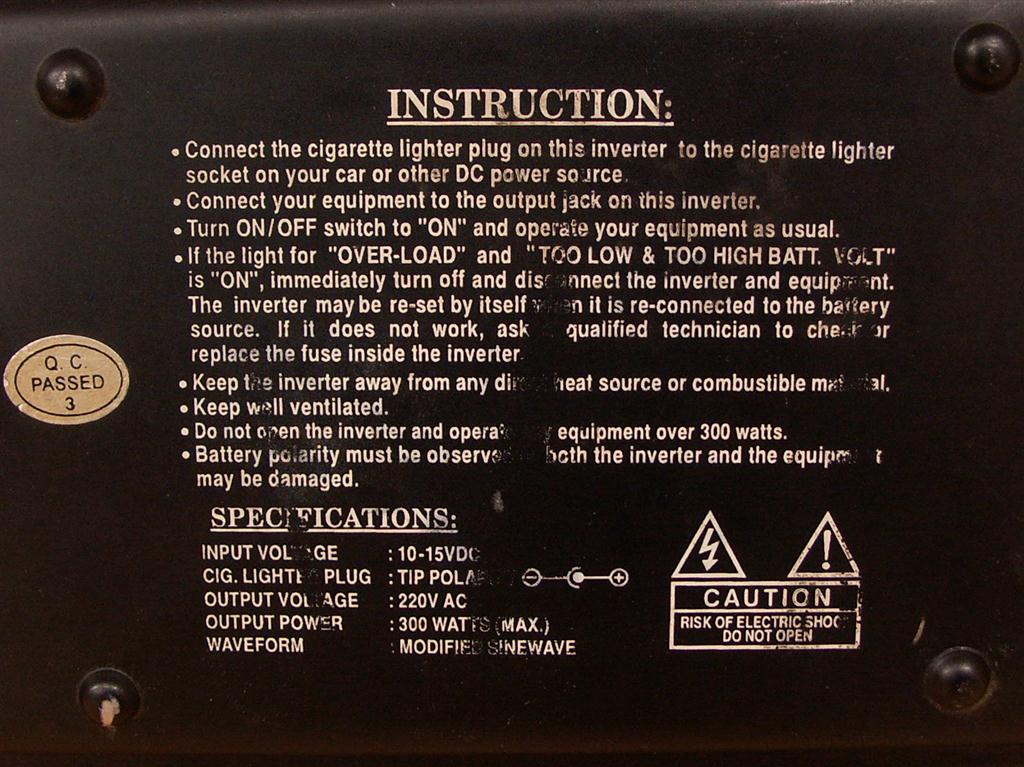 INSTRUCTION:
• Connect the cigarette lighter plug on this inverter to the cigarette lighter
socket on your car or other DC power source.
• Connect your equipment to the output jack on this inverter.
• Turn ON/OFF switch to "ON" and operate your equipment as usual.
• If the light for "OVER-LOAD" and "TOO LOW & TOO HIGH BATT. VOLT"
is "ON", immediately turn off and disconnect the inverter and equipment.
The inverter may be re-set by itself when it is re-connected to the battery
source. If it does not work, ask qualified technician to check or
replace the fuse inside the inverter.
• Keep the inverter away from any direct heat source or combustible material.
• Keep well ventilated.
• Do not open the inverter and operate equipment over 300 watts.
• Battery polarity must be observed both the inverter and the equipment
may be damaged.
Q. C.
PASSED
3
SPECIFICATIONS:
INPUT VOLTAGE : 10-15VDC
CIG. LIGHTER PLUG : TIP POLARITY
OUTPUT VOLTAGE : 220V AC
OUTPUT POWER : 300 WATTS (MAX.)
WAVEFORM : MODIFIED SINEWAVE
CAUTION
RISK OF ELECTRIC SHOCK
DO NOT OPEN